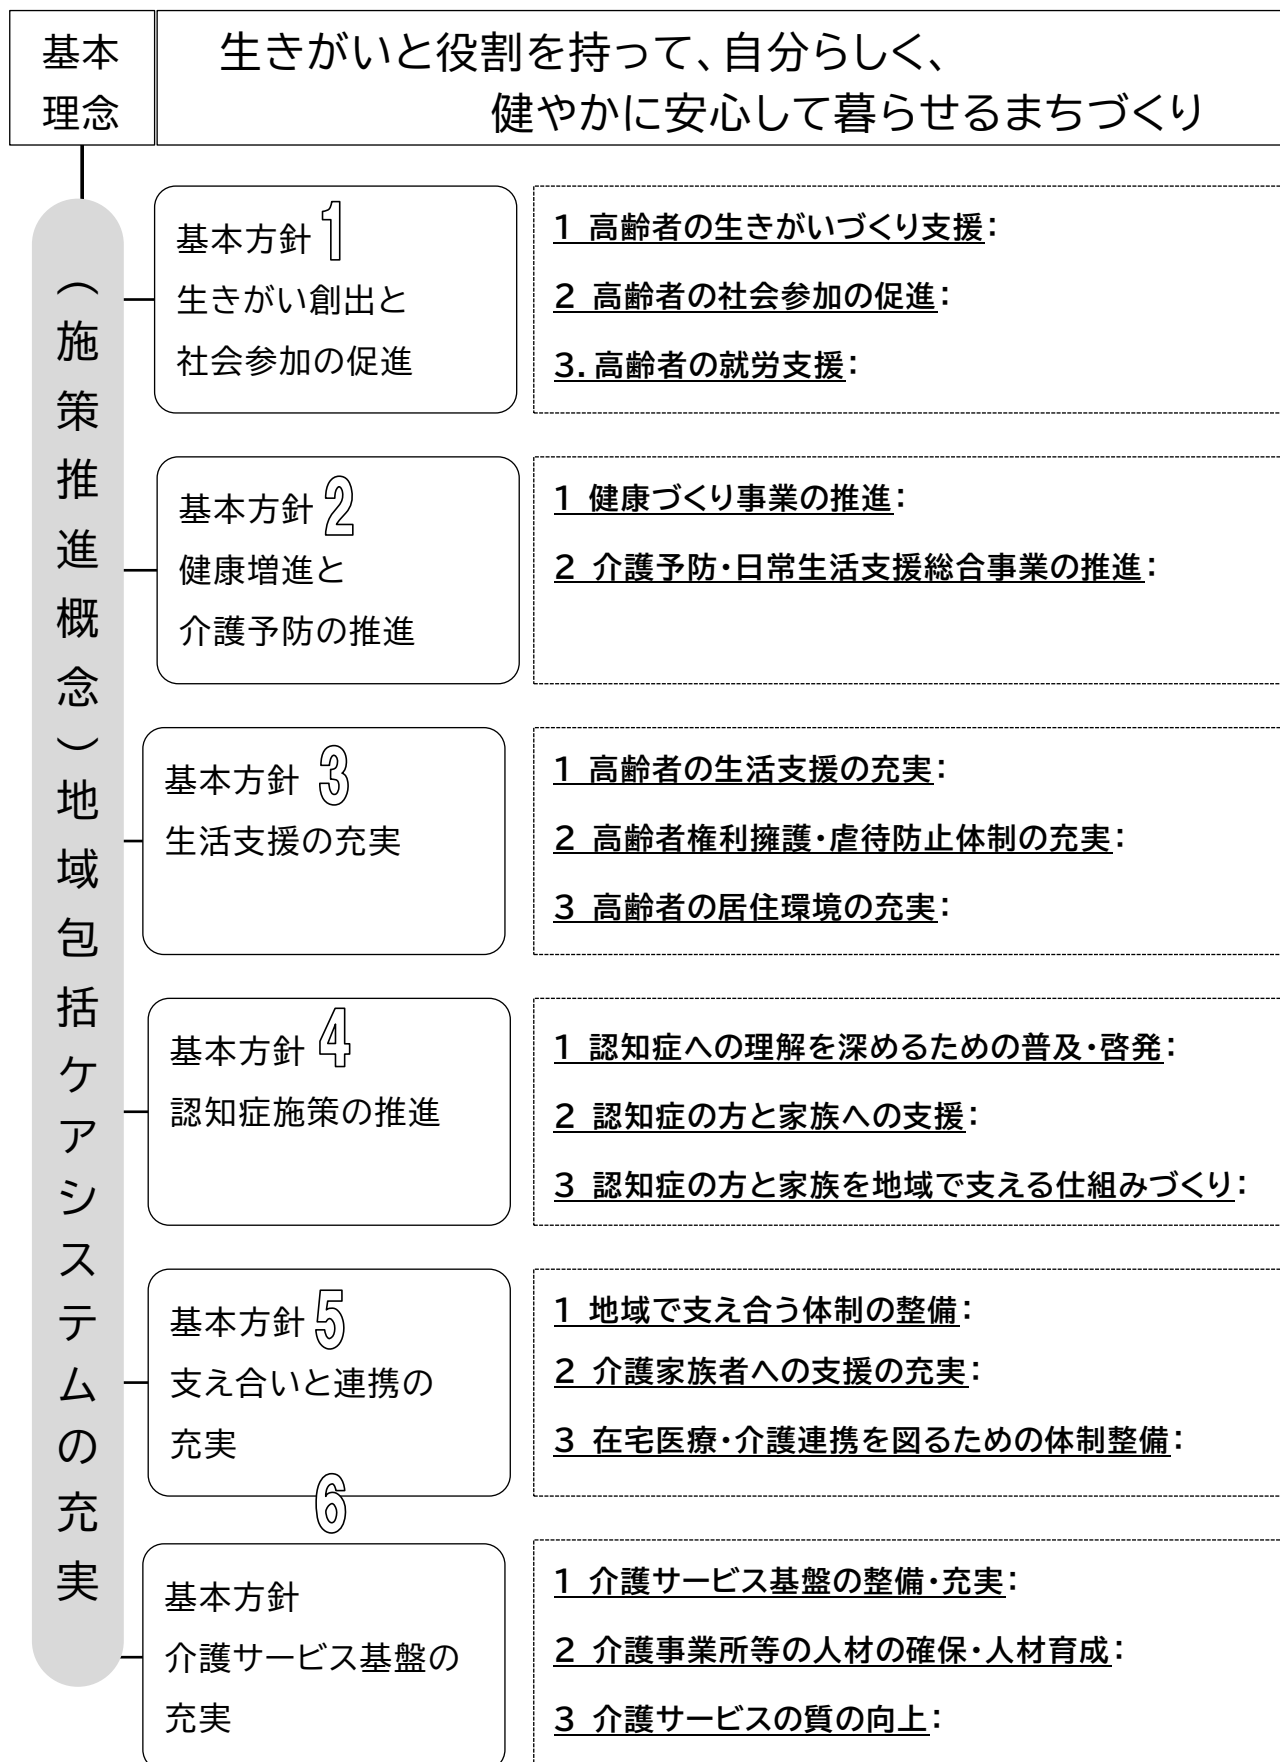 基本
理念
生きがいと役割を持って、自分らしく、
健やかに安心して暮らせるまちづくり
（施策推進概念）地域包括ケアシステムの充実
基本方針 1
生きがい創出と
社会参加の促進
1 高齢者の生きがいづくり支援：
2 高齢者の社会参加の促進：
3．高齢者の就労支援：
基本方針 2
健康増進と
介護予防の推進
1 健康づくり事業の推進：
2 介護予防・日常生活支援総合事業の推進：
基本方針 3
生活支援の充実
1 高齢者の生活支援の充実：
2 高齢者権利擁護・虐待防止体制の充実：
3 高齢者の居住環境の充実：
基本方針 4
認知症施策の推進
1 認知症への理解を深めるための普及・啓発：
2 認知症の方と家族への支援：
3 認知症の方と家族を地域で支える仕組みづくり：
基本方針 5
支え合いと連携の
充実
1 地域で支え合う体制の整備：
2 介護家族者への支援の充実：
3 在宅医療・介護連携を図るための体制整備：
6
基本方針
介護サービス基盤の
充実
1 介護サービス基盤の整備・充実：
2 介護事業所等の人材の確保・人材育成：
3 介護サービスの質の向上：